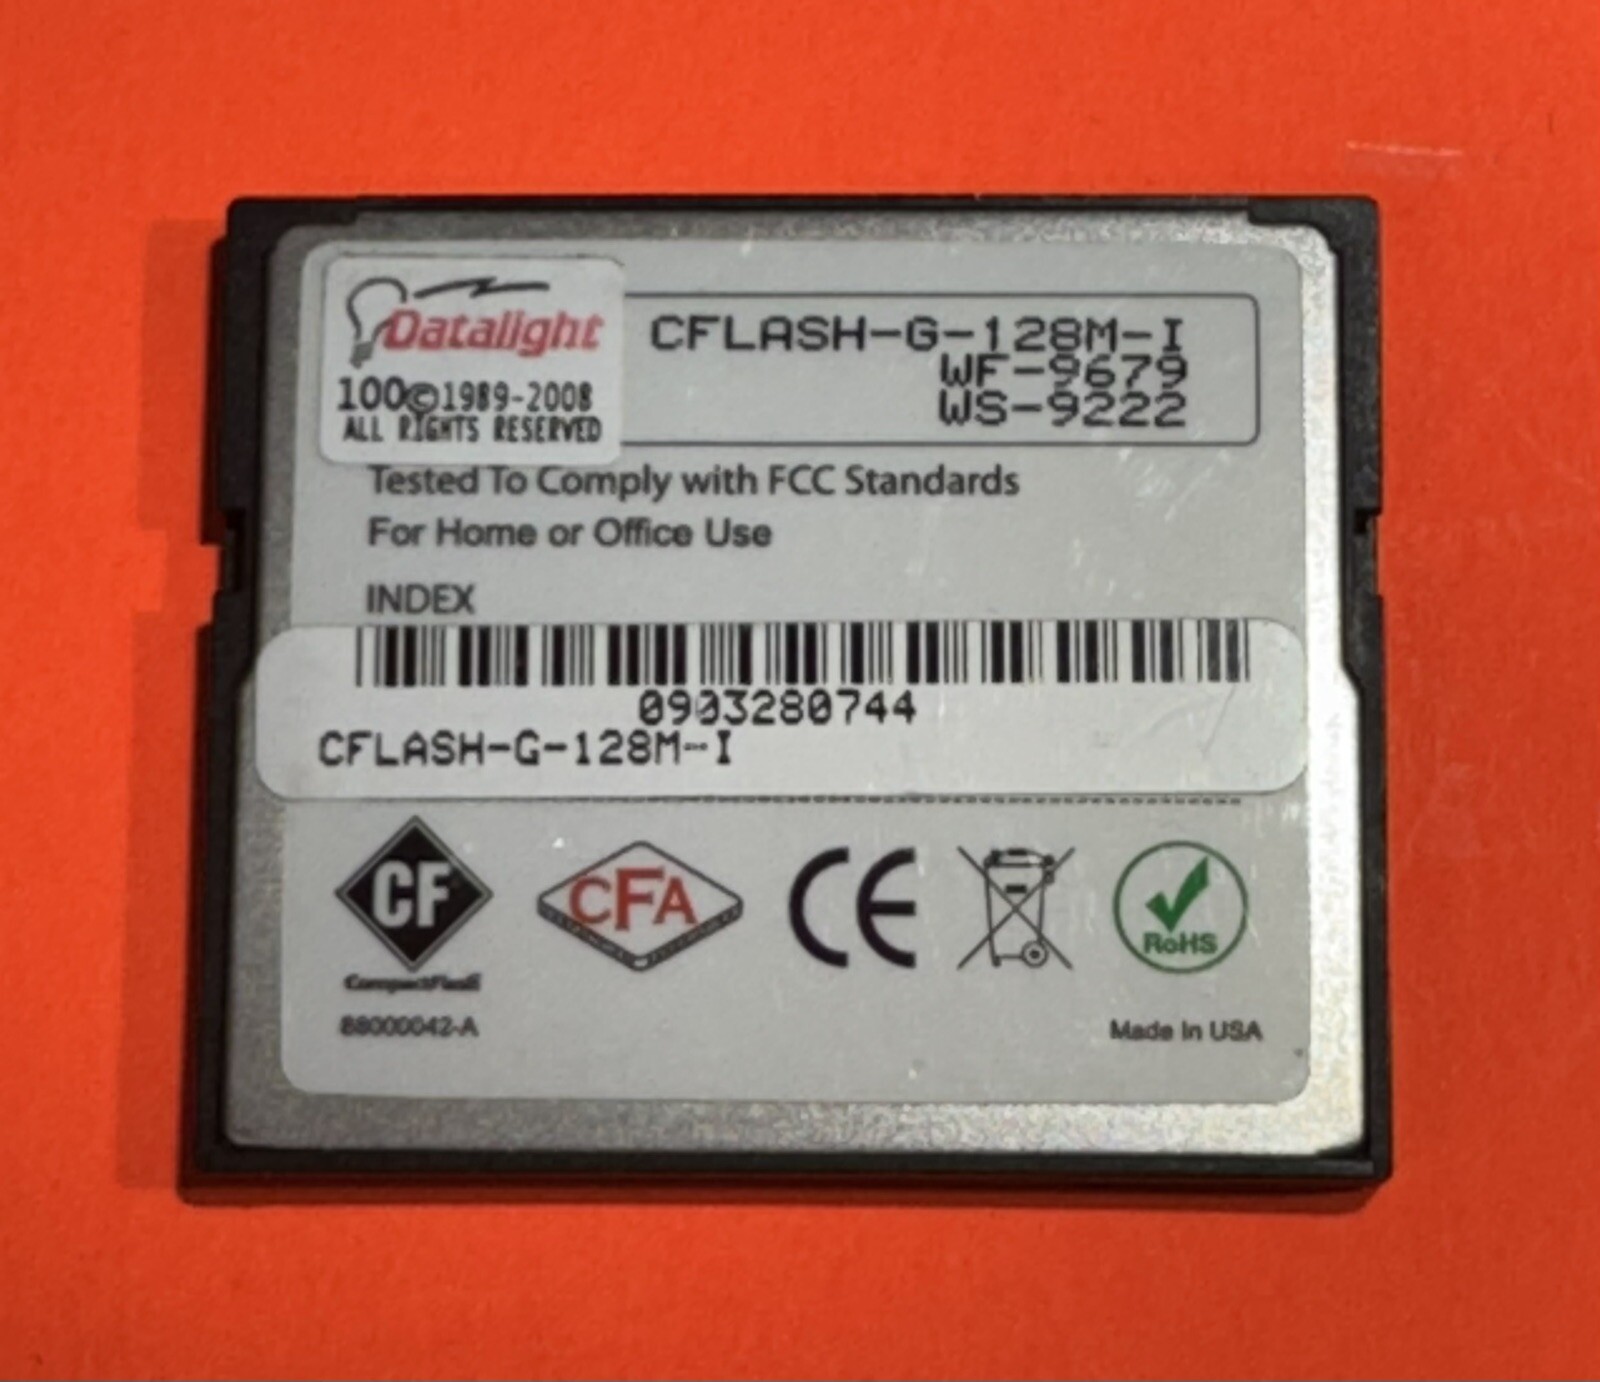 Datalight
100©1989-2008
ALL RIGHTS RESERVED
CFLASH-G-128M-I
WF-9679
WS-9222
Tested To Comply with FCC Standards
For Home or Office Use
INDEX
0903280744
CFLASH-G-128M-I
CF
CompactFlash
CFA
CE
RoHS
88000042-A
Made In USA